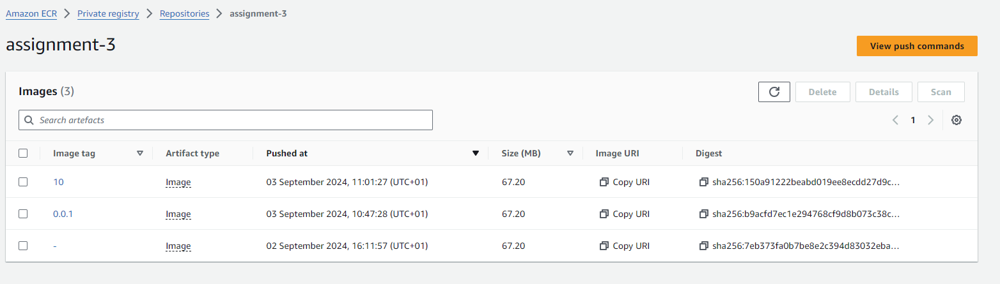 Amazon ECR > Private registry > Repositories > assignment-3
assignment-3
View push commands
Images (3)
Delete Details Scan
Search artefacts
1
Image tag Artifact type Pushed at Size (MB) Image URI Digest
10 Image 03 September 2024, 11:01:27 (UTC+01) 67.20 Copy URI sha256:150a91222beabd019ee8ecdd27d9c...
0.0.1 Image 03 September 2024, 10:47:28 (UTC+01) 67.20 Copy URI sha256:b9acfd7ec1e294768cf9d8b073c38c...
- Image 02 September 2024, 16:11:57 (UTC+01) 67.20 Copy URI sha256:7eb373fa0b7be8e2c394d83032eba...